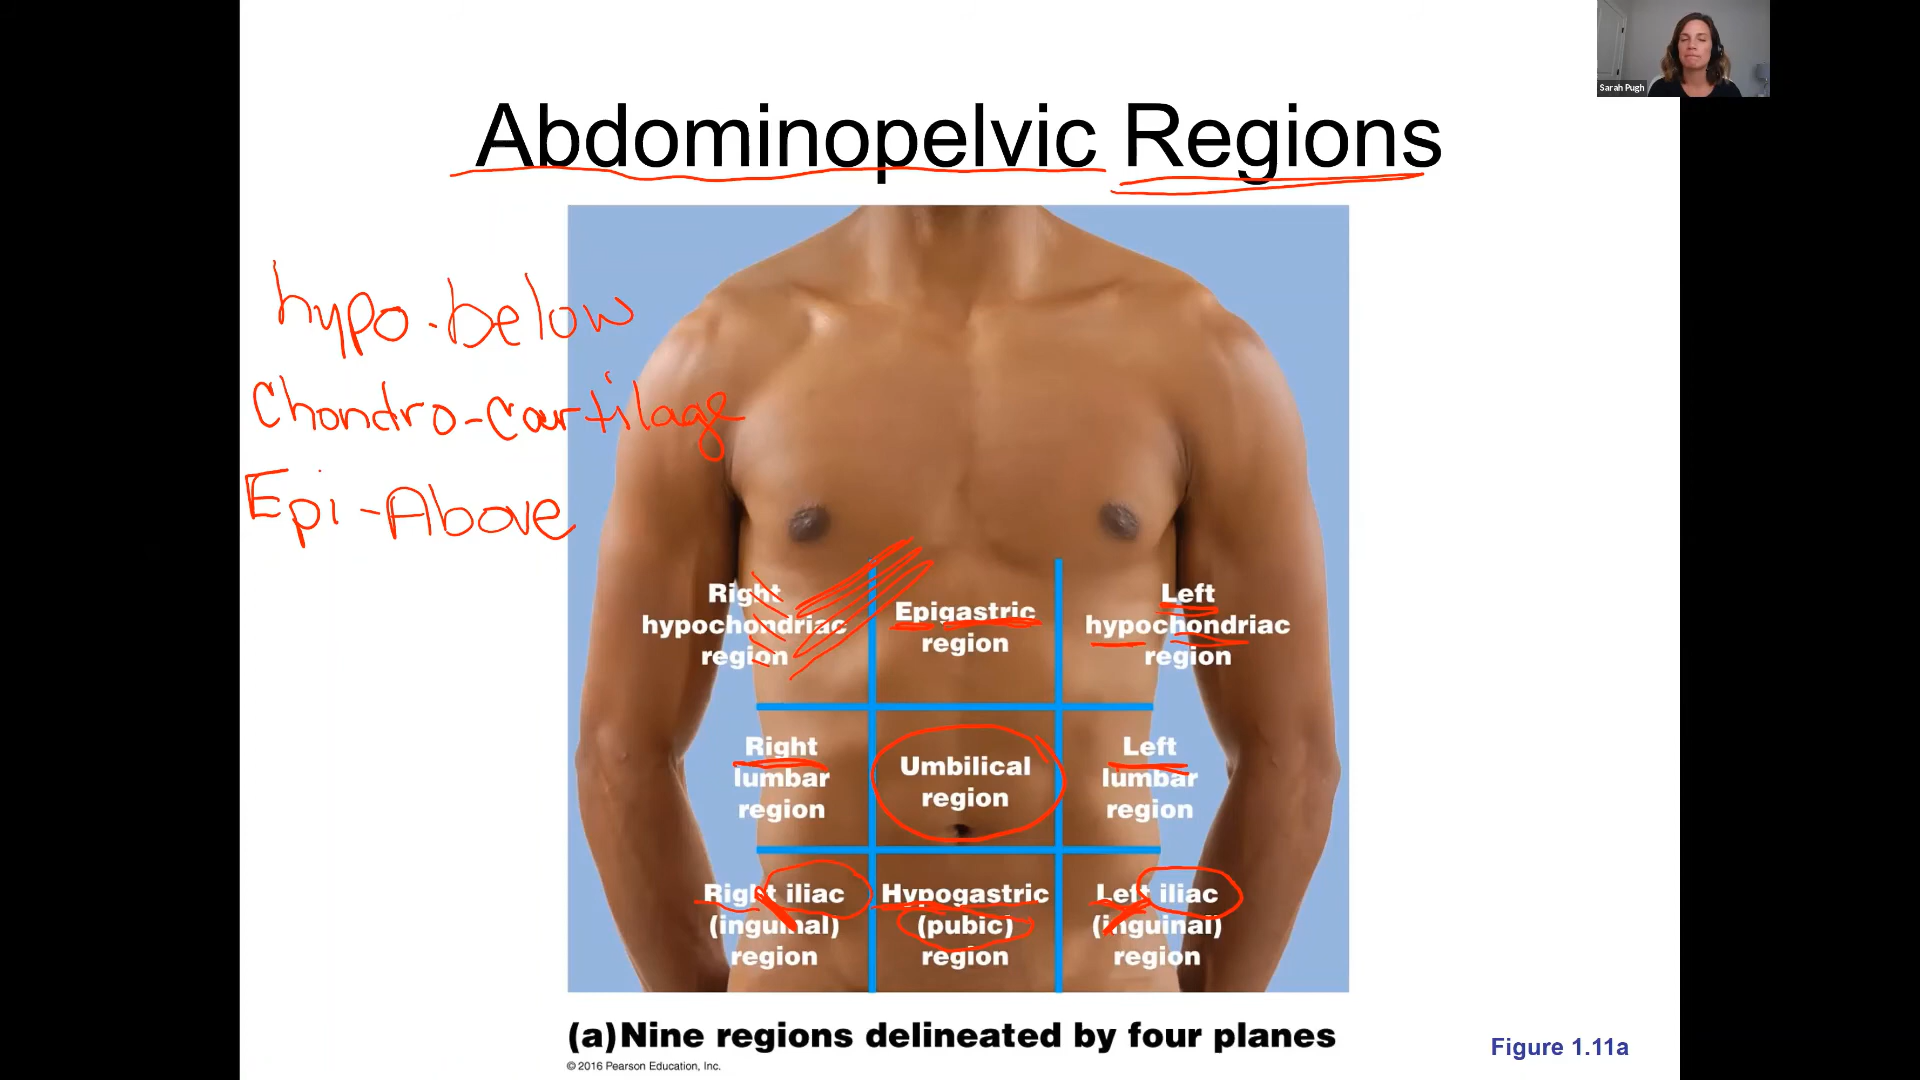 Sarah Pugh
Abdominopelvic Regions
hypo-below
Chondro-cartilage
Epi-Above
Right
hypochondriac
region
Epigastric
region
Left
hypochondriac
region
Right
lumbar
region
Umbilical
region
Left
lumbar
region
Right iliac
(inguinal)
region
Hypogastric
(pubic)
region
Left iliac
(inguinal)
region
(a) Nine regions delineated by four planes
© 2016 Pearson Education, Inc.
Figure 1.11a